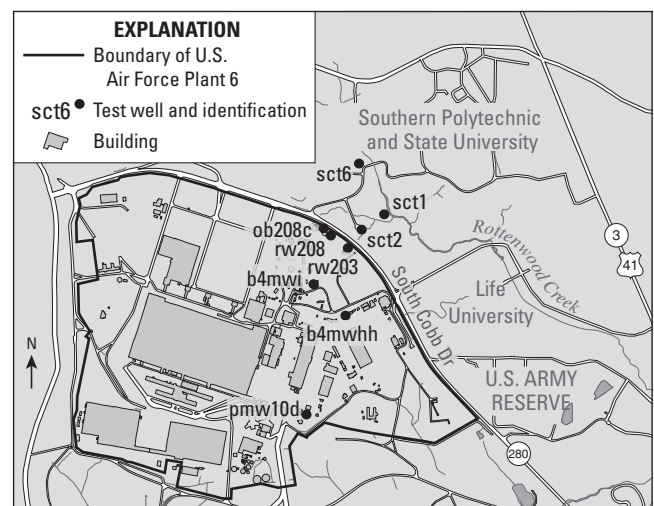 EXPLANATION
Boundary of U.S.
Air Force Plant 6
sct6 Test well and identification
Building
Southern Polytechnic
and State University
sct6
sct1
ob208c
sct2
rw208
rw203
b4mwi
Rottenwood Creek
3
41
South Cobb Dr
Life
University
b4mwhh
N
U.S. ARMY
RESERVE
pmw10d
280